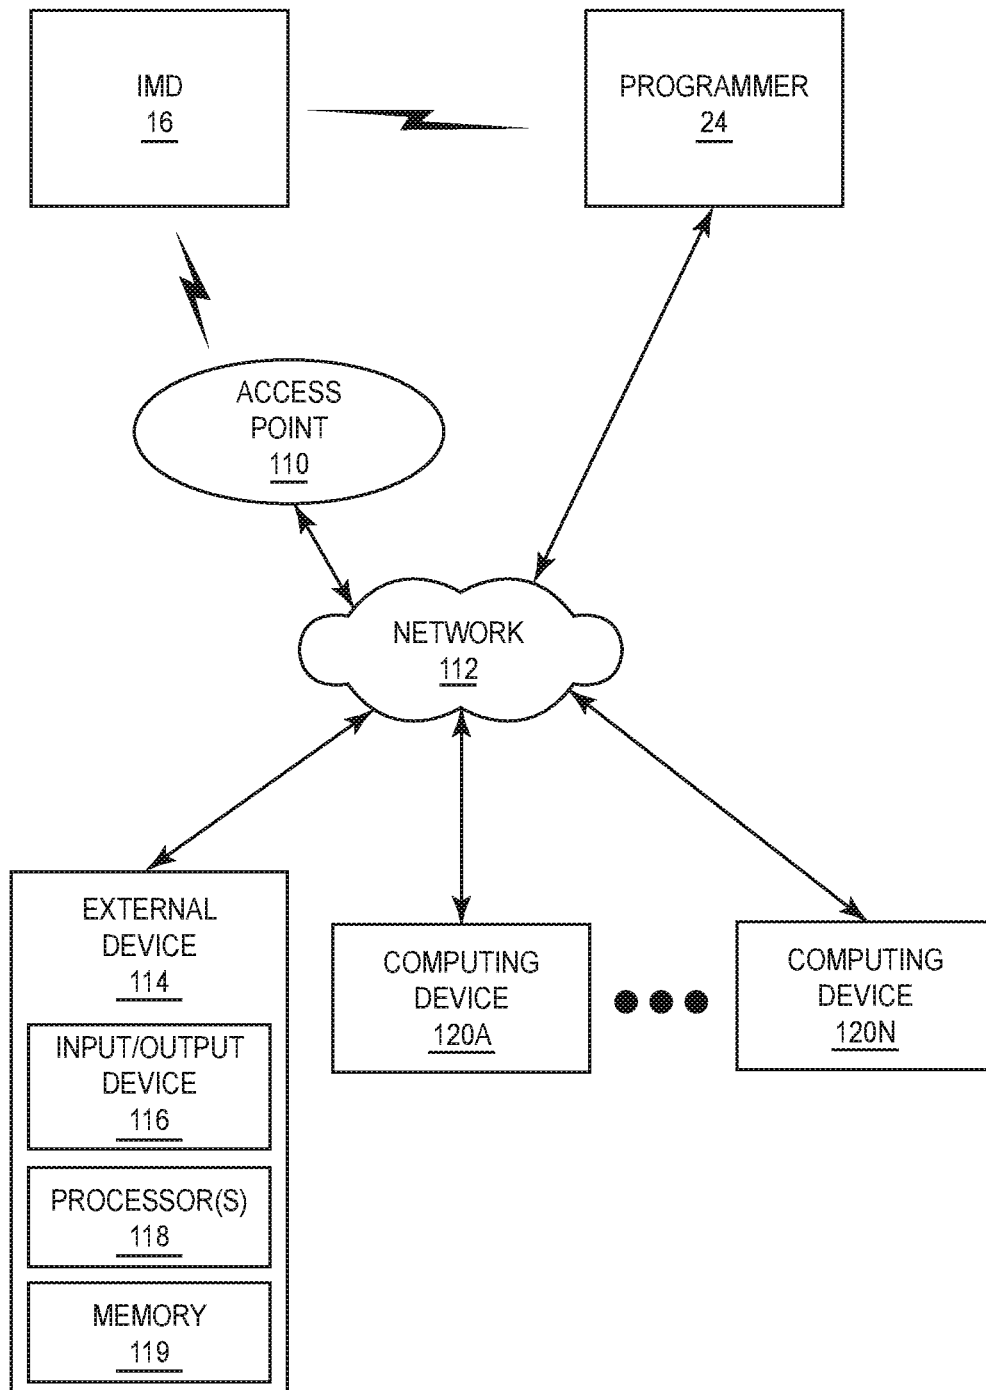 IMD
16
PROGRAMMER
24
ACCESS
POINT
110
NETWORK
112
EXTERNAL
DEVICE
114
INPUT/OUTPUT
DEVICE
116
PROCESSOR(S)
118
MEMORY
119
COMPUTING
DEVICE
120A
COMPUTING
DEVICE
120N